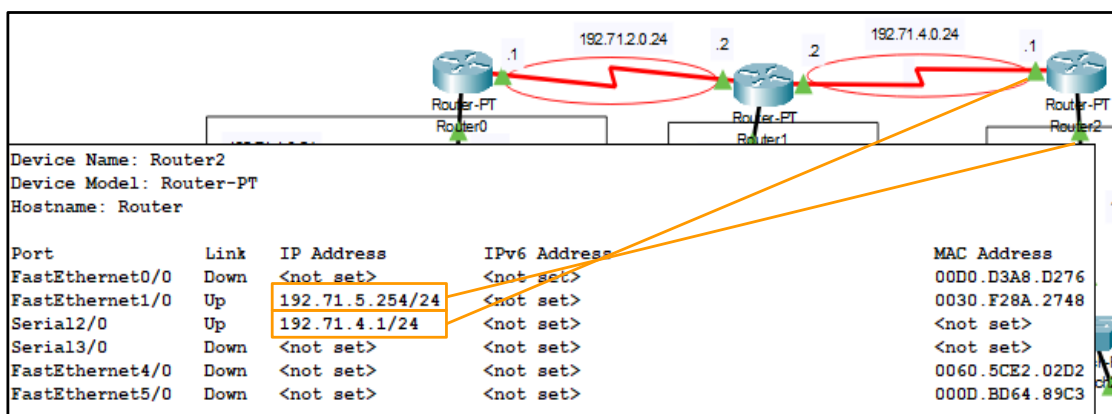 192.71.2.0.24
192.71.4.0.24
.1
.2
.2
.1
Router-PT
Router0
Router-PT
Router1
Router-PT
Router2
Device Name: Router2
Device Model: Router-PT
Hostname: Router
Port Link IP Address IPv6 Address MAC Address
FastEthernet0/0 Down <not set> <not set> 00D0.D3A8.D276
FastEthernet1/0 Up 192.71.5.254/24 <not set> 0030.F28A.2748
Serial2/0 Up 192.71.4.1/24 <not set> <not set>
Serial3/0 Down <not set> <not set> <not set>
FastEthernet4/0 Down <not set> <not set> 0060.5CE2.02D2
FastEthernet5/0 Down <not set> <not set> 000D.BD64.89C3